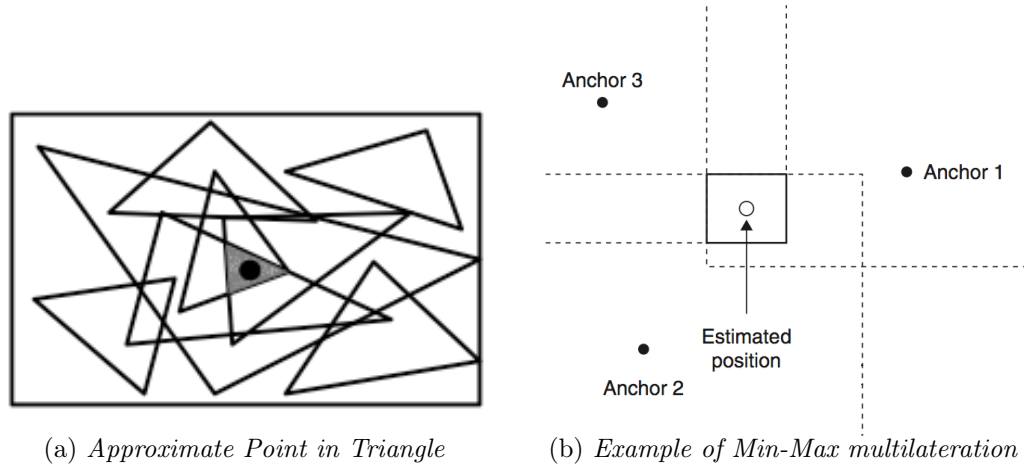 Anchor 3
Anchor 1
Estimated
position
Anchor 2
(a) Approximate Point in Triangle
(b) Example of Min-Max multilateration